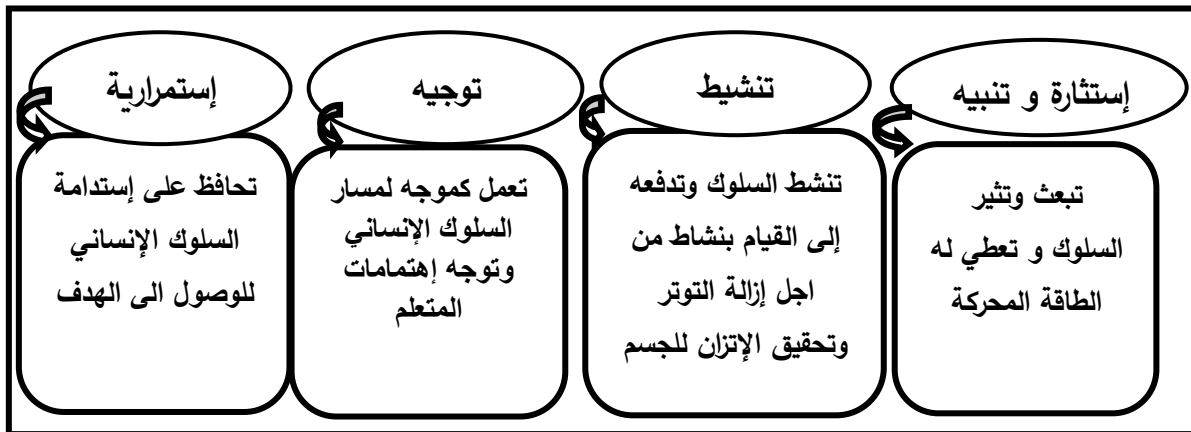 إستثارة و تنبيه
تبعث وتثير
السلوك و تعطي له
الطاقة المحركة
تنشيط
تنشط السلوك وتدفعه
إلى القيام بنشاط من
اجل إزالة التوتر
وتحقيق الإتزان للجسم
توجيه
تعمل كموجه لمسار
السلوك الإنساني
وتوجه إهتمامات
المتعلم
إستمرارية
تحافظ على إستدامة
السلوك الإنساني
للوصول الى الهدف